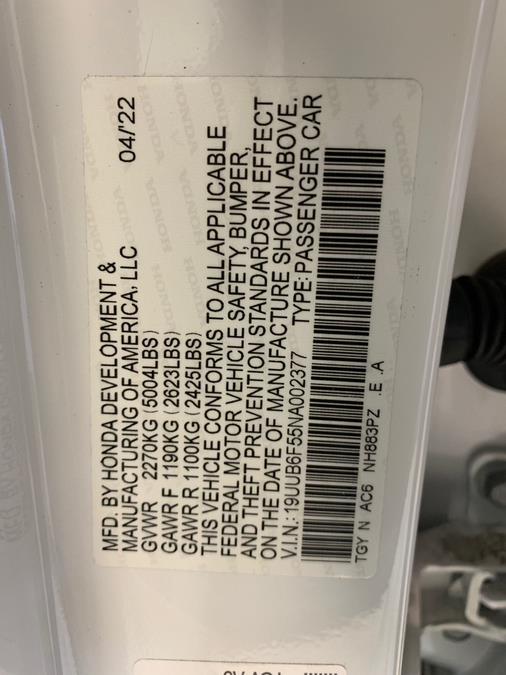 MFD. BY HONDA DEVELOPMENT &
MANUFACTURING OF AMERICA, LLC 04/'22
GVWR 2270KG (5004LBS)
GAWR F 1190KG (2623LBS)
GAWR R 1100KG (2425LBS)
THIS VEHICLE CONFORMS TO ALL APPLICABLE
FEDERAL MOTOR VEHICLE SAFETY, BUMPER,
AND THEFT PREVENTION STANDARDS IN EFFECT
ON THE DATE OF MANUFACTURE SHOWN ABOVE.
V.I.N.:19UUB6F55NA002377 TYPE:PASSENGER CAR
TGY N AC6 NH883PZ .E .A